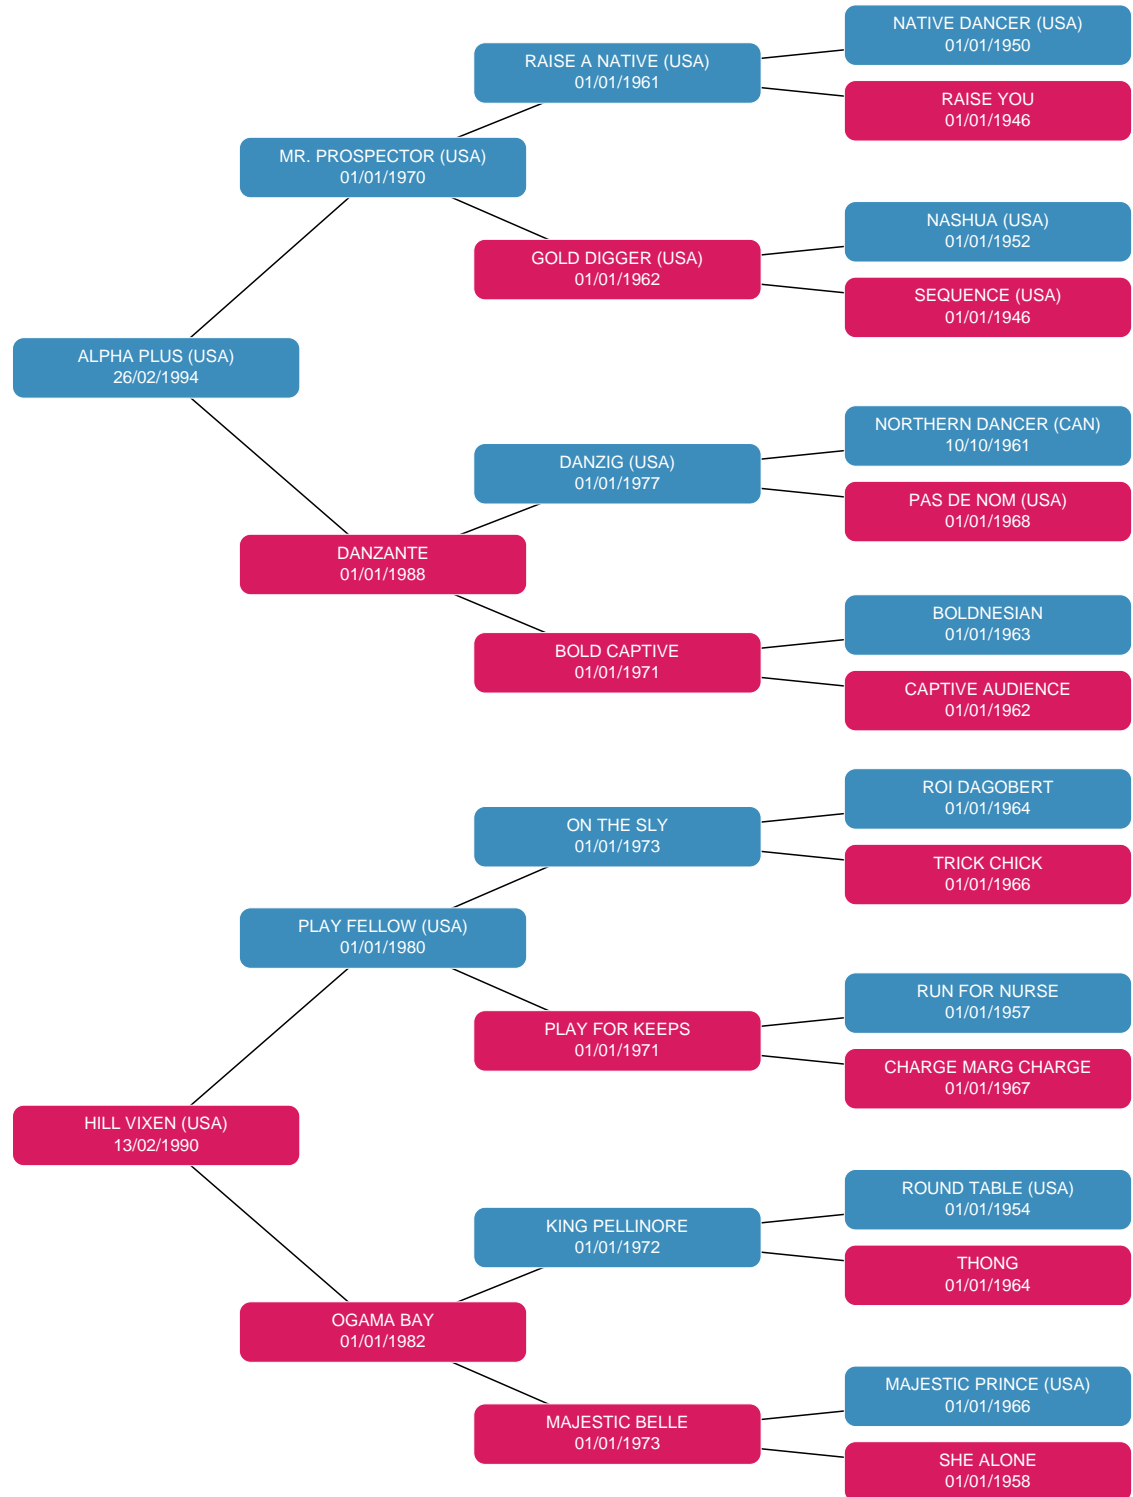 NATIVE DANCER (USA)
01/01/1950
RAISE A NATIVE (USA)
01/01/1961
RAISE YOU
01/01/1946
MR. PROSPECTOR (USA)
01/01/1970
NASHUA (USA)
01/01/1952
GOLD DIGGER (USA)
01/01/1962
SEQUENCE (USA)
01/01/1946
ALPHA PLUS (USA)
26/02/1994
NORTHERN DANCER (CAN)
10/10/1961
DANZIG (USA)
01/01/1977
PAS DE NOM (USA)
01/01/1968
DANZANTE
01/01/1988
BOLDNESIAN
01/01/1963
BOLD CAPTIVE
01/01/1971
CAPTIVE AUDIENCE
01/01/1962
ROI DAGOBERT
01/01/1964
ON THE SLY
01/01/1973
TRICK CHICK
01/01/1966
PLAY FELLOW (USA)
01/01/1980
RUN FOR NURSE
01/01/1957
PLAY FOR KEEPS
01/01/1971
CHARGE MARG CHARGE
01/01/1967
HILL VIXEN (USA)
13/02/1990
ROUND TABLE (USA)
01/01/1954
KING PELLINORE
01/01/1972
THONG
01/01/1964
OGAMA BAY
01/01/1982
MAJESTIC PRINCE (USA)
01/01/1966
MAJESTIC BELLE
01/01/1973
SHE ALONE
01/01/1958